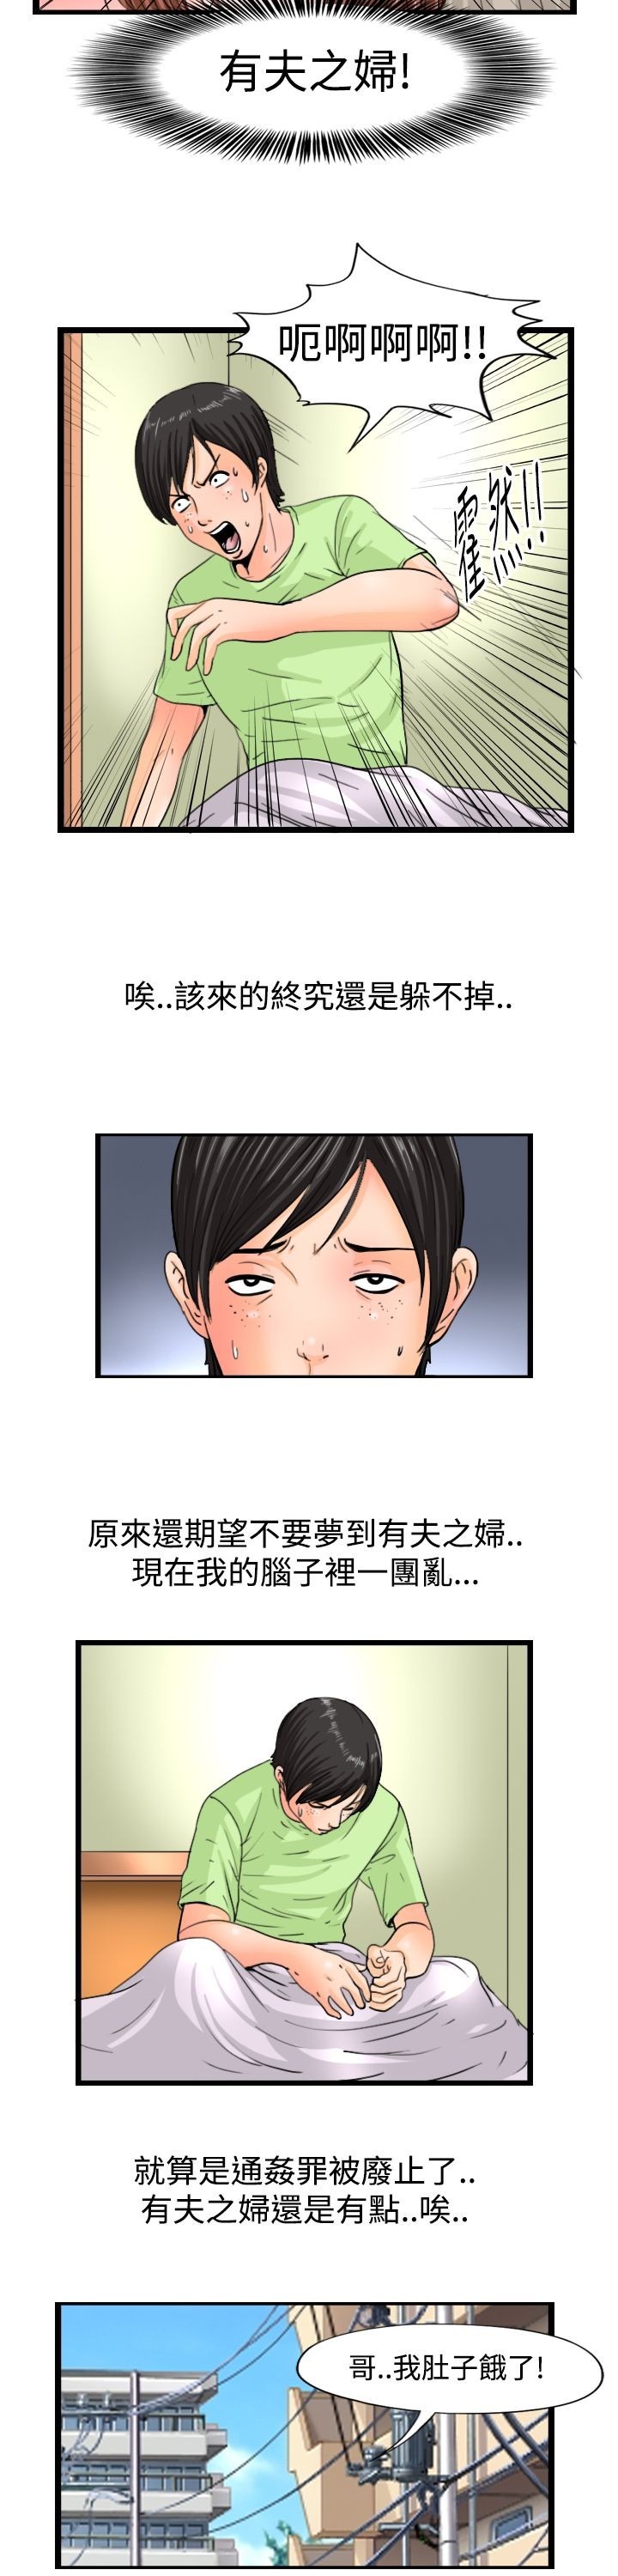 有夫之婦!
呃啊啊啊!!
霍然!!
唉..該來的終究還是躲不掉..
原來還期望不要夢到有夫之婦..
現在我的腦子裡一團亂...
就算是通姦罪被廢止了..
有夫之婦還是有點..唉..
哥..我肚子餓了!